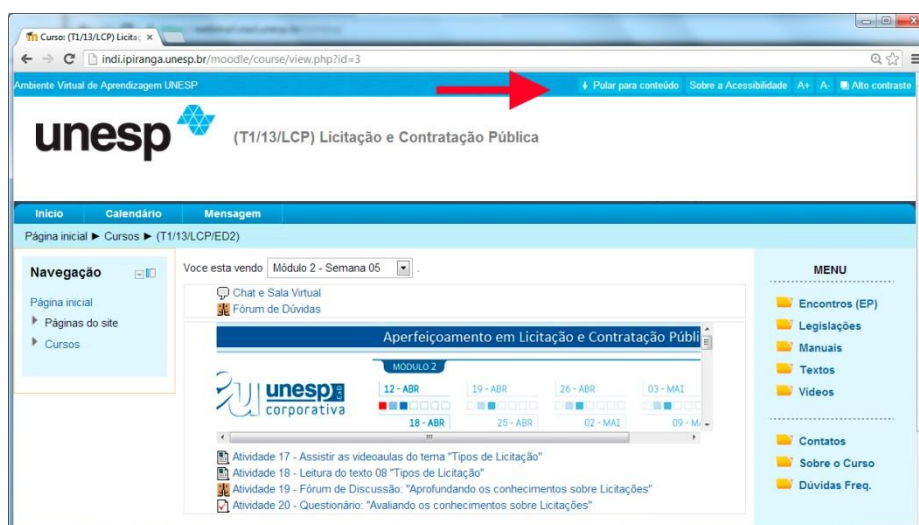 Curso: (T1/13/LCP) Licitaç
indi.ipiranga.unesp.br/moodle/course/view.php?id=3
Ambiente Virtual de Aprendizagem UNESP
Pular para conteúdo Sobre a Acessibilidade A+ A- Alto contraste
unesp
(T1/13/LCP) Licitação e Contratação Pública
Início Calendário Mensagem
Página inicial ► Cursos ► (T1/13/LCP/ED2)
Navegação
Página inicial
Páginas do site
Cursos
Voce esta vendo Módulo 2 - Semana 05 .
Chat e Sala Virtual
Fórum de Dúvidas
Aperfeiçoamento em Licitação e Contratação Públi
MÓDULO 2
unesp
corporativa
12 - ABR 19 - ABR 26 - ABR 03 - MAI
18 - ABR 25 - ABR 02 - MAI 09 - M
Atividade 17 - Assistir as videoaulas do tema "Tipos de Licitação"
Atividade 18 - Leitura do texto 08 "Tipos de Licitação"
Atividade 19 - Fórum de Discussão: "Aprofundando os conhecimentos sobre Licitações"
Atividade 20 - Questionário: "Avaliando os conhecimentos sobre Licitações"
MENU
Encontros (EP)
Legislações
Manuais
Textos
Vídeos
Contatos
Sobre o Curso
Dúvidas Freq.